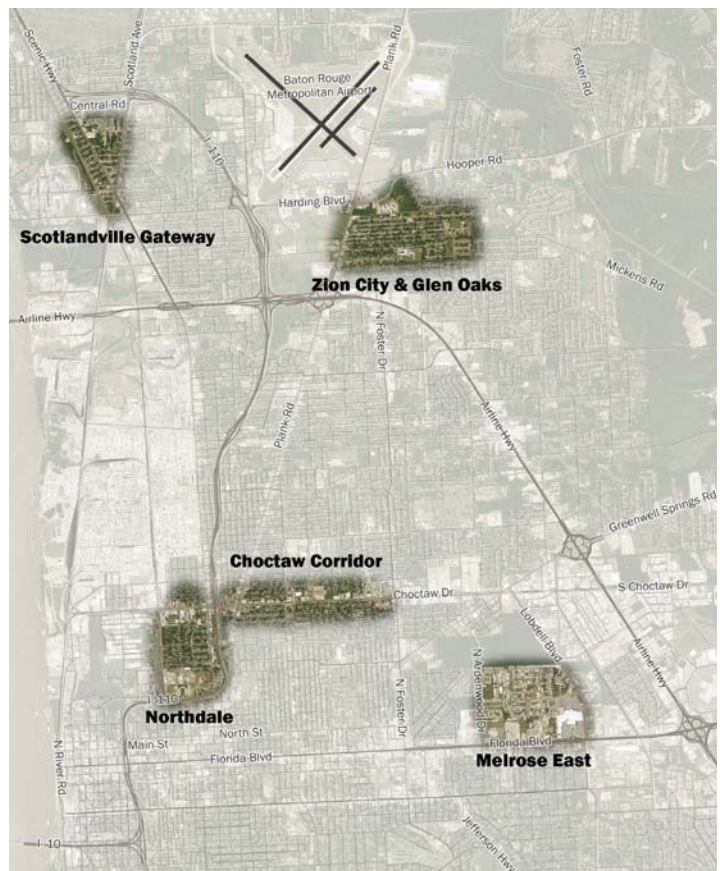 Scenic Hwy
Scotland Ave
Plank Rd
Foster Rd
Baton Rouge
Metropolitan Airport
Central Rd
I-110
Hooper Rd
Harding Blvd
Scotlandville Gateway
Zion City & Glen Oaks
Mickens Rd
Airline Hwy
N Foster Dr
Plank Rd
Airline Hwy
Greenwell Springs Rd
Choctaw Corridor
Choctaw Dr
S Choctaw Dr
Lobdell Blvd
Airline Hwy
N Ardenwood Dr
N Foster Dr
I-110
Northdale
North St
Main St
Florida Blvd
Florida Blvd
Melrose East
N River Rd
Jefferson Hwy
I-10